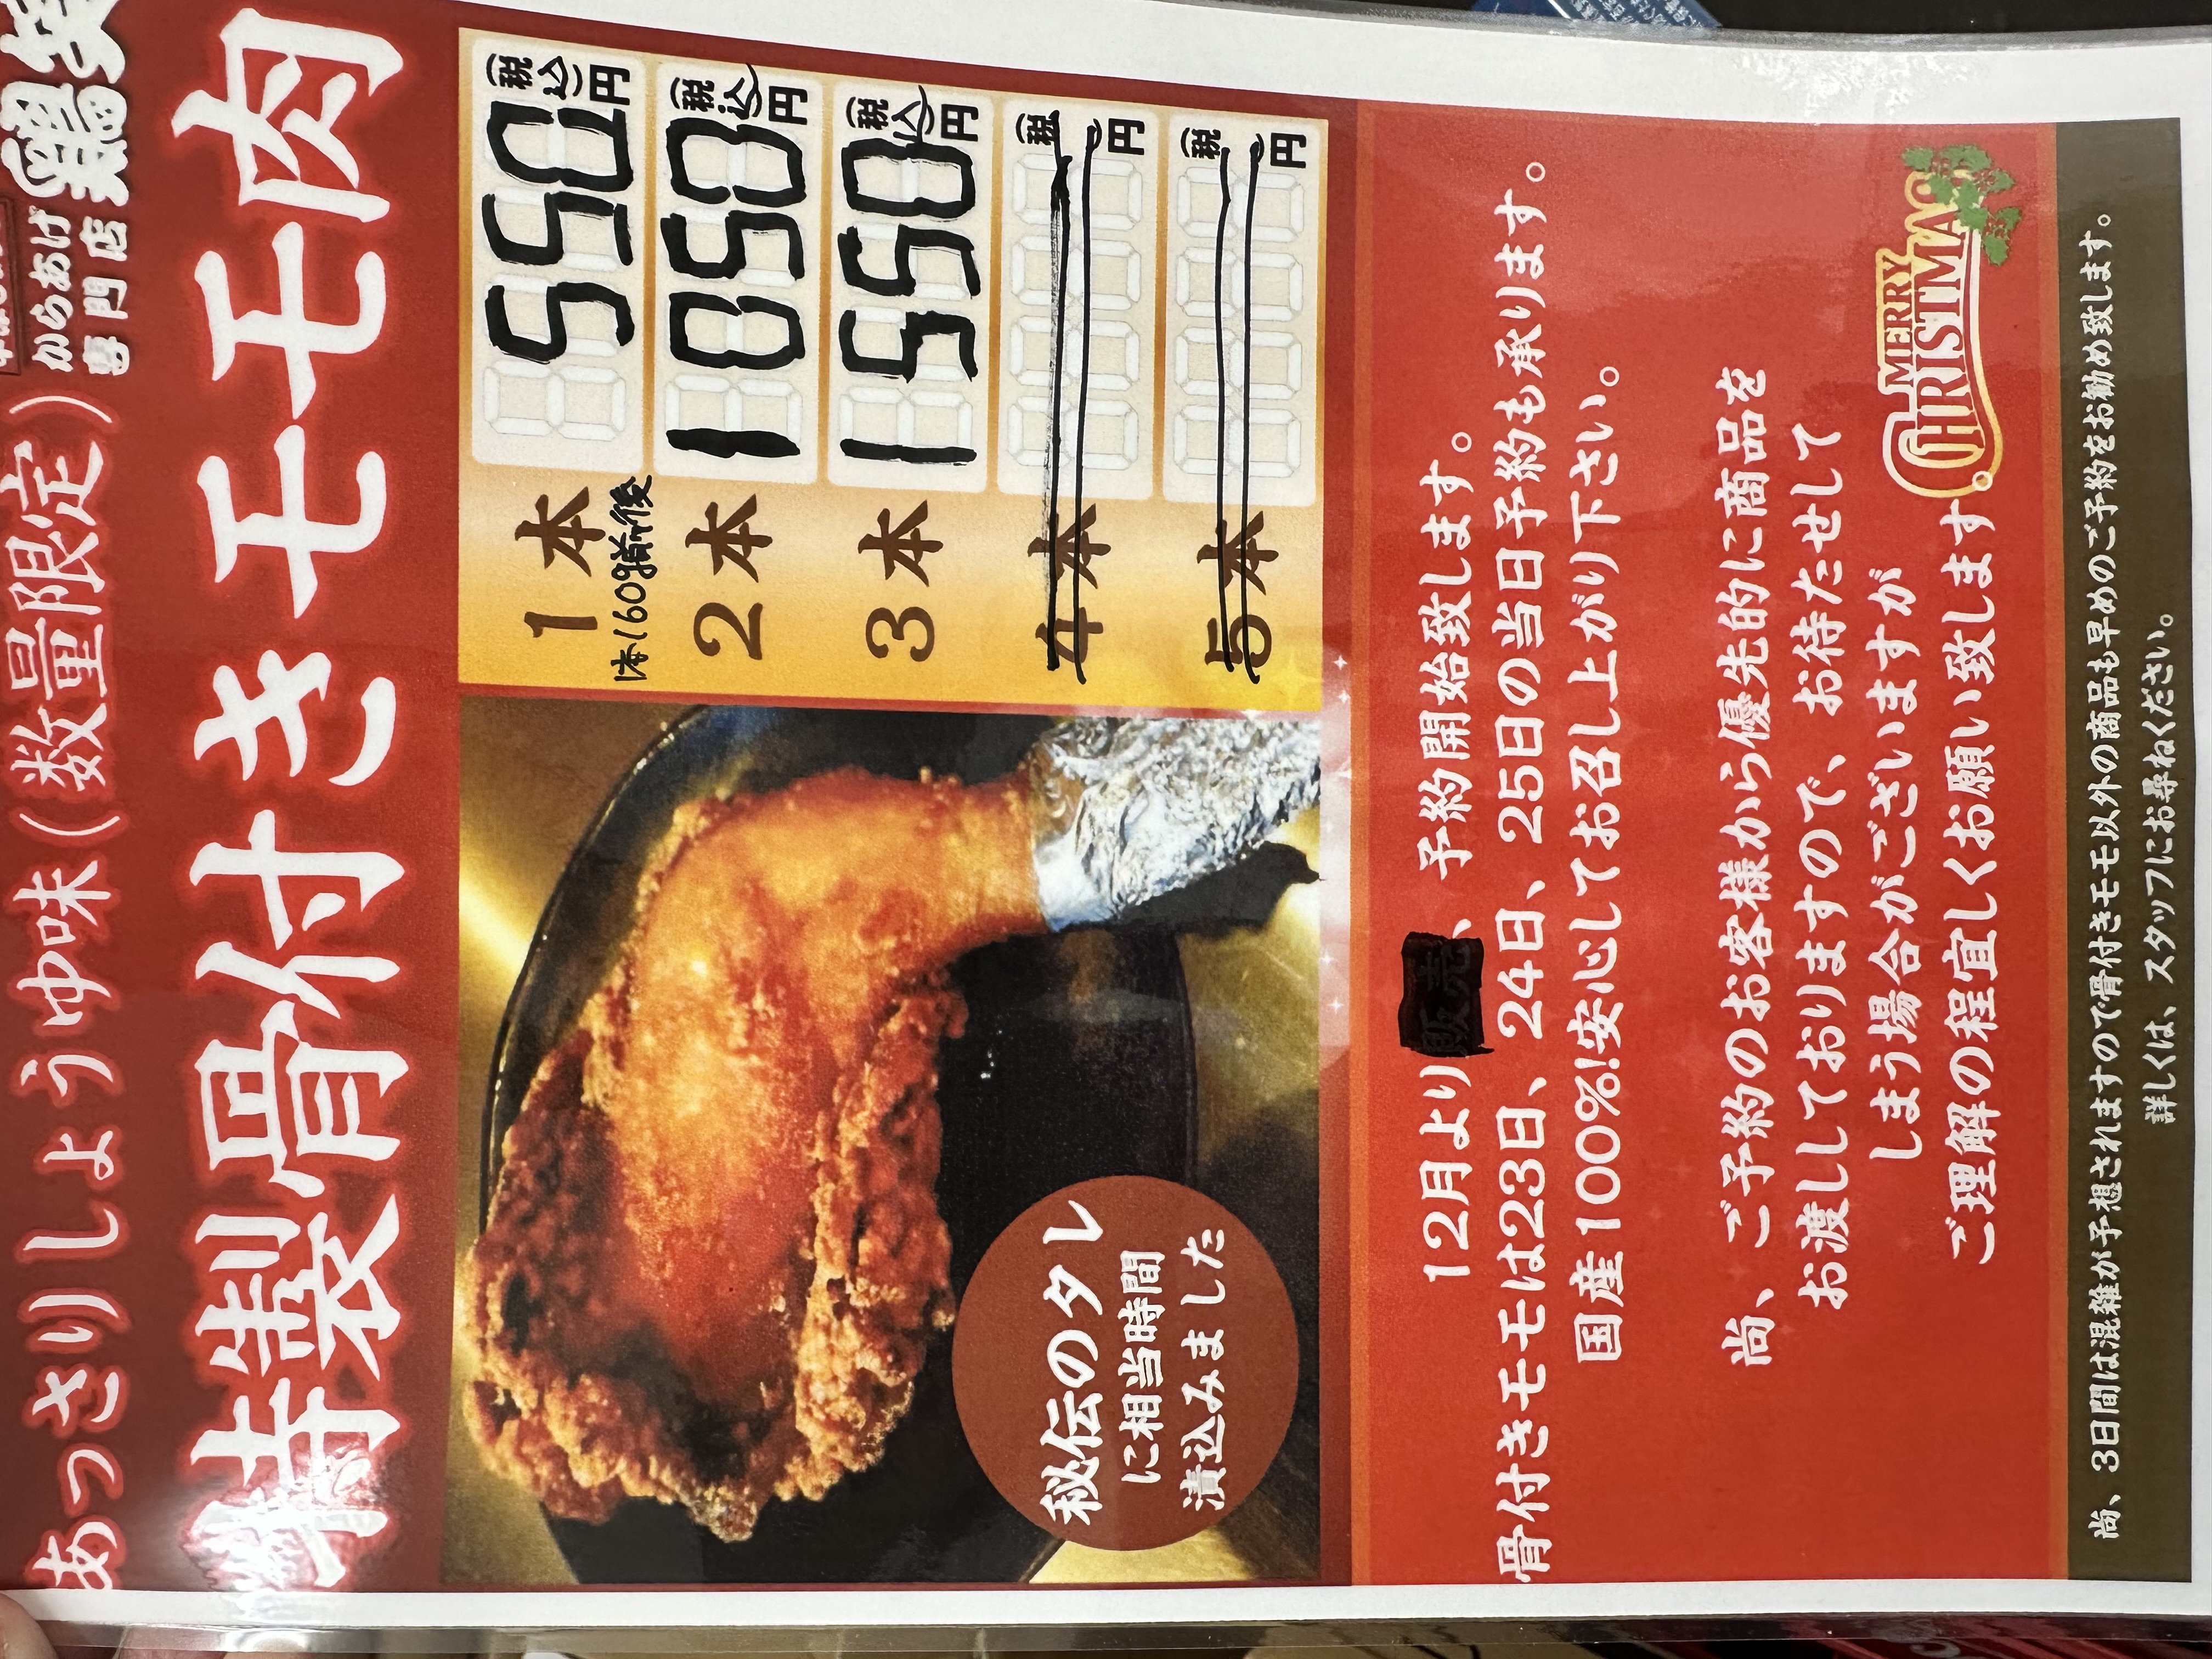 からあげ
専門店
あっさりしょうゆ味（数量限定）
特製骨付きモモ肉
1本 550円(税込)
1本160g前後
2本 1050円(税込)
3本 1550円(税込)
4本 円(税
5本 円(税
秘伝のタレ
に相当時間
漬込みました
12月より販売、予約開始致します。
骨付きモモは23日、24日、25日の当日予約も承ります。
国産100%!安心してお召し上がり下さい。
尚、ご予約のお客様から優先的に商品を
お渡ししておりますので、お待たせして
しまう場合がございますが
ご理解の程宜しくお願い致します。
MERRY
CHRISTMAS
尚、3日間は混雑が予想されますので骨付きモモ以外の商品も早めのご予約をお勧め致します。
詳しくは、スタッフにお尋ねください。